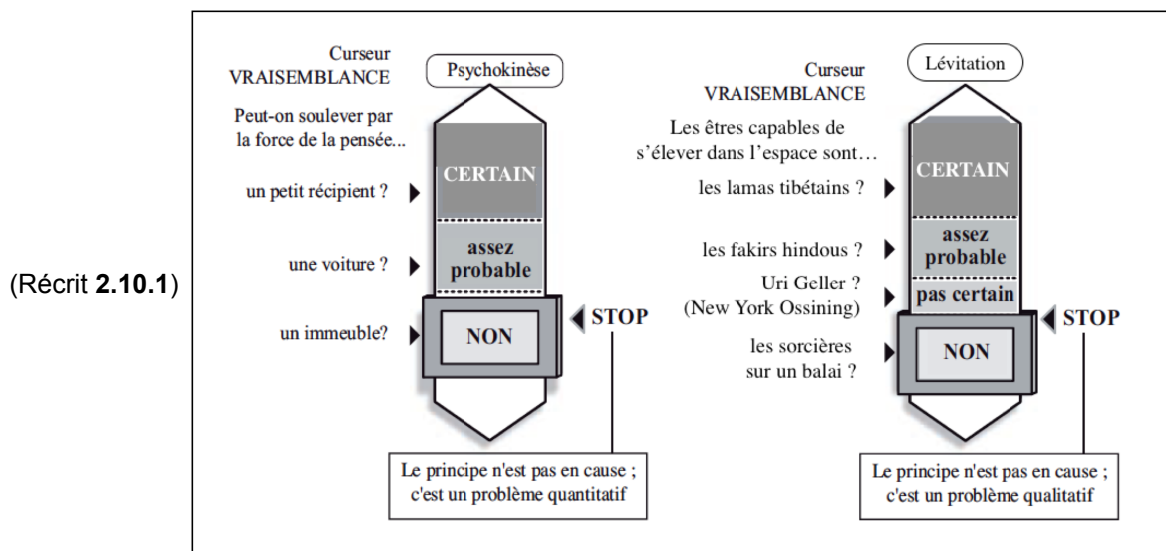 (Récit 2.10.1)
Curseur
VRAISEMBLANCE
Psychokinèse
Peut-on soulever par
la force de la pensée...
un petit récipient ?
une voiture ?
un immeuble?
CERTAIN
assez
probable
NON
STOP
Le principe n'est pas en cause ;
c'est un problème quantitatif
Curseur
VRAISEMBLANCE
Lévitation
Les êtres capables de
s'élever dans l'espace sont…
les lamas tibétains ?
les fakirs hindous ?
Uri Geller ?
(New York Ossining)
les sorcières
sur un balai ?
CERTAIN
assez
probable
pas certain
NON
STOP
Le principe n'est pas en cause ;
c'est un problème qualitatif